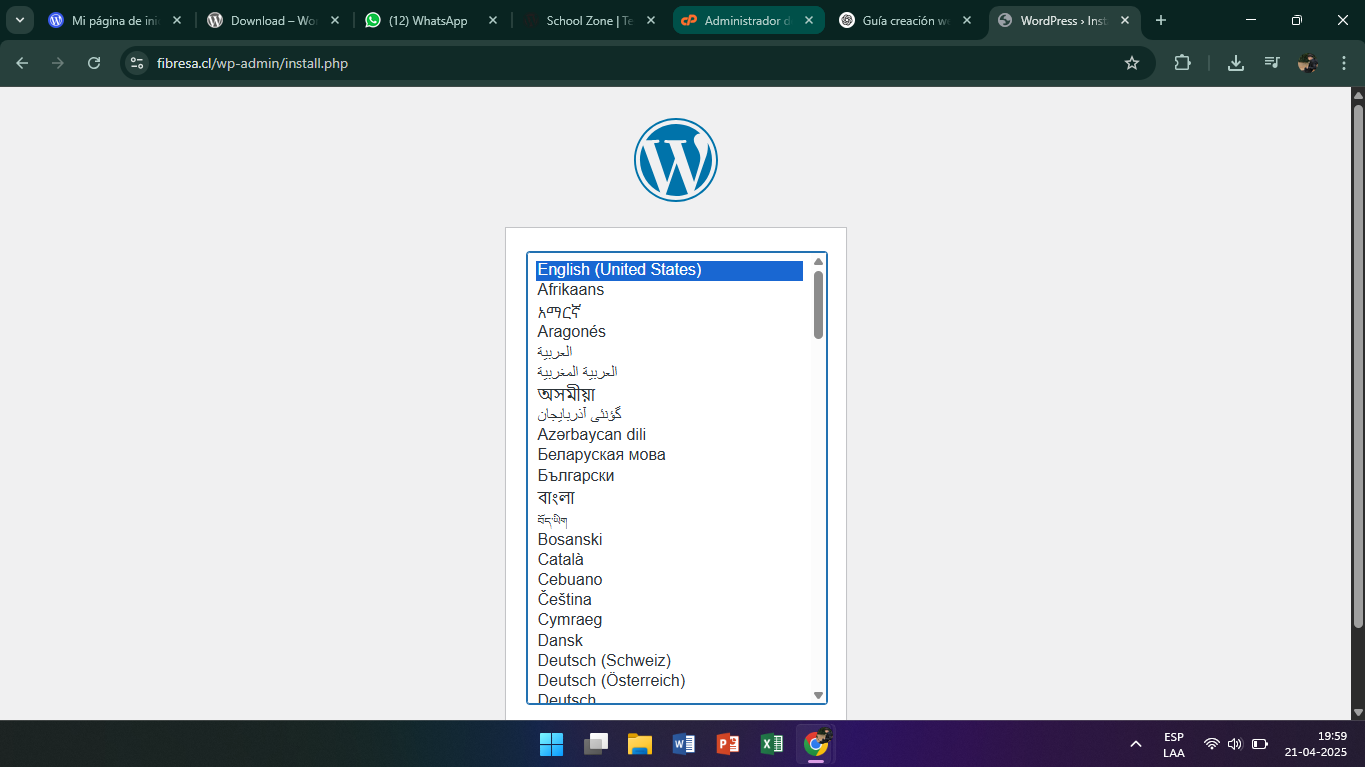 Mi página de ini
Download – Wo
(12) WhatsApp
School Zone | Te
Administrador d
Guía creación w
WordPress › Inst
fibresa.cl/wp-admin/install.php
English (United States)
Afrikaans
አማርኛ
Aragonés
العربية
العربية المغربية
অসমীয়া
گؤنئی آذربایجان
Azərbaycan dili
Беларуская мова
Български
বাংলা
བོད་ཡིག
Bosanski
Català
Cebuano
Čeština
Cymraeg
Dansk
Deutsch (Schweiz)
Deutsch (Österreich)
Deutsch
ESP
LAA
19:59
21-04-2025